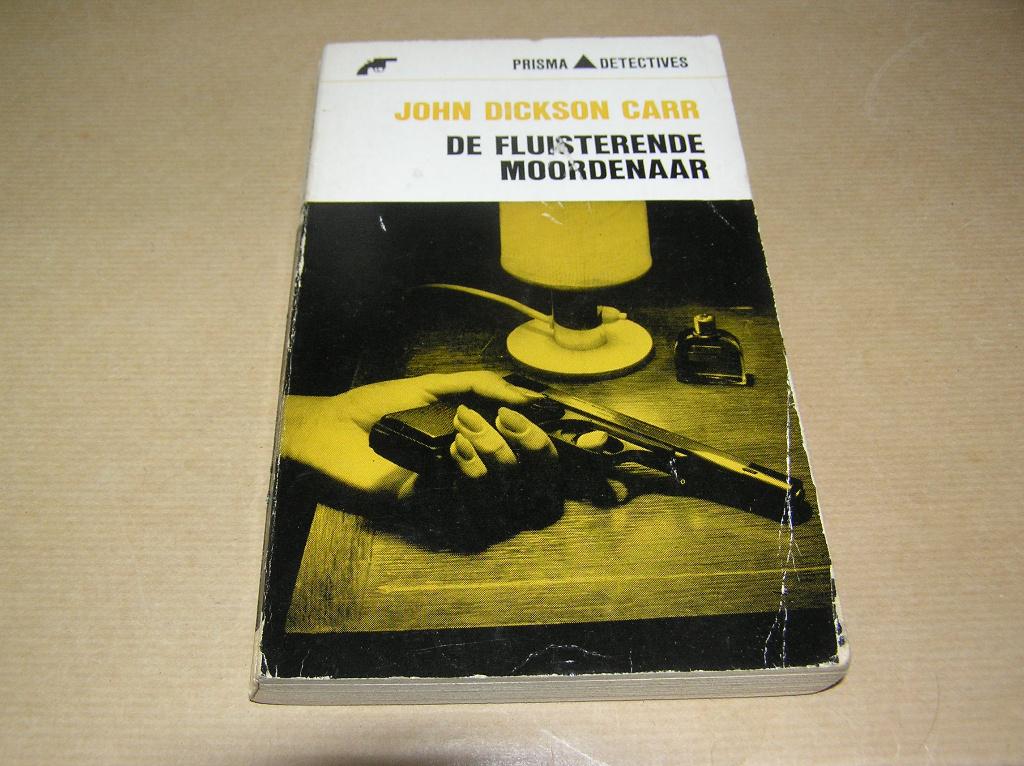 PRISMA DETECTIVES
JOHN DICKSON CARR
DE FLUISTERENDE
MOORDENAAR